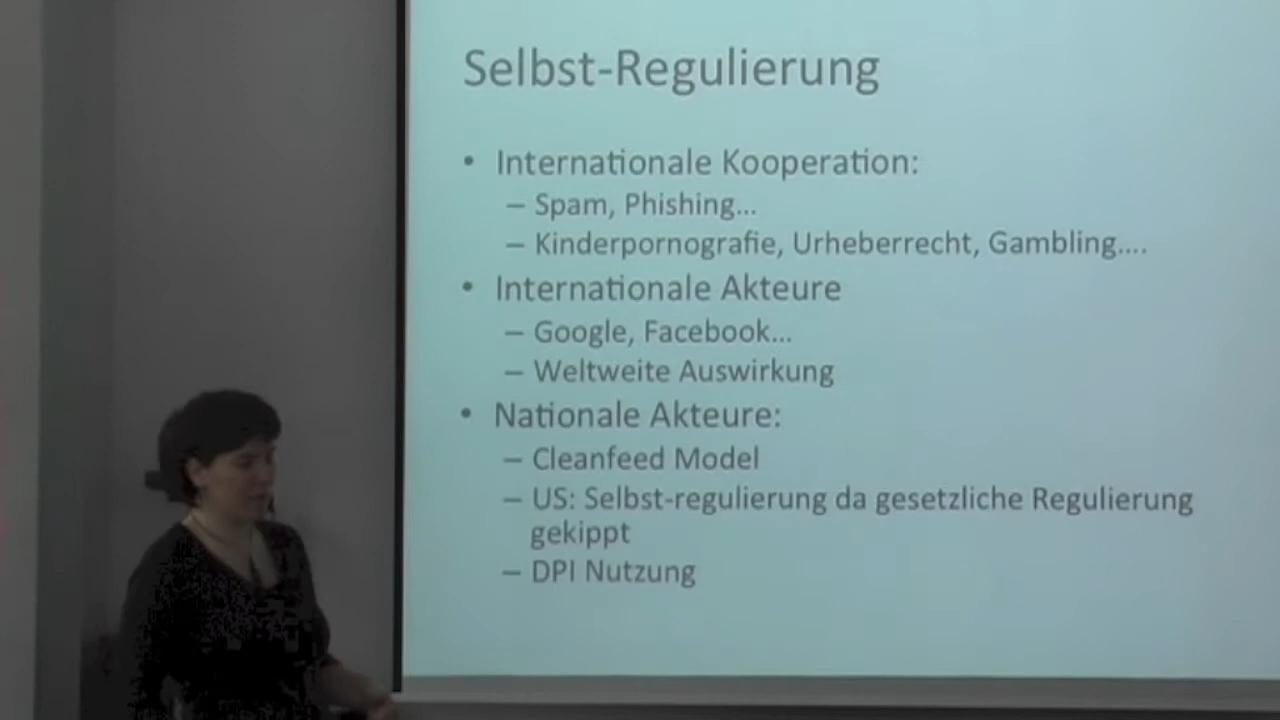 Selbst-Regulierung
• Internationale Kooperation:
– Spam, Phishing...
– Kinderpornografie, Urheberrecht, Gambling....
• Internationale Akteure
– Google, Facebook...
– Weltweite Auswirkung
• Nationale Akteure:
– Cleanfeed Model
– US: Selbst-regulierung da gesetzliche Regulierung
gekippt
– DPI Nutzung